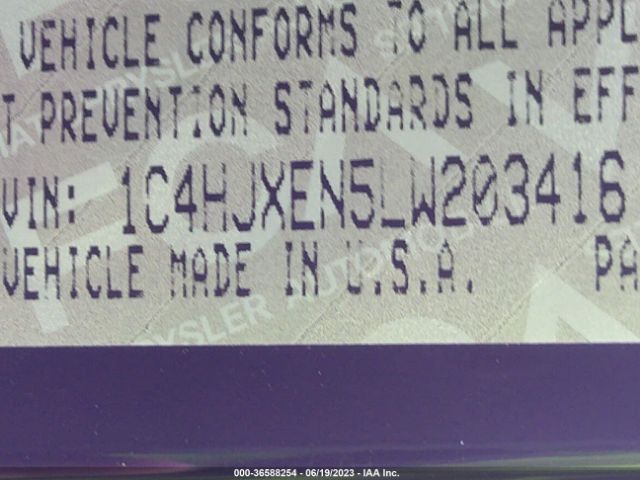 VEHICLE CONFORMS TO ALL APPL
T PREVENTION STANDARDS IN EFF
VIN: 1C4HJXEN5LW203416
VEHICLE MADE IN U.S.A. PA
000-36588254 - 06/19/2023 - IAA Inc.